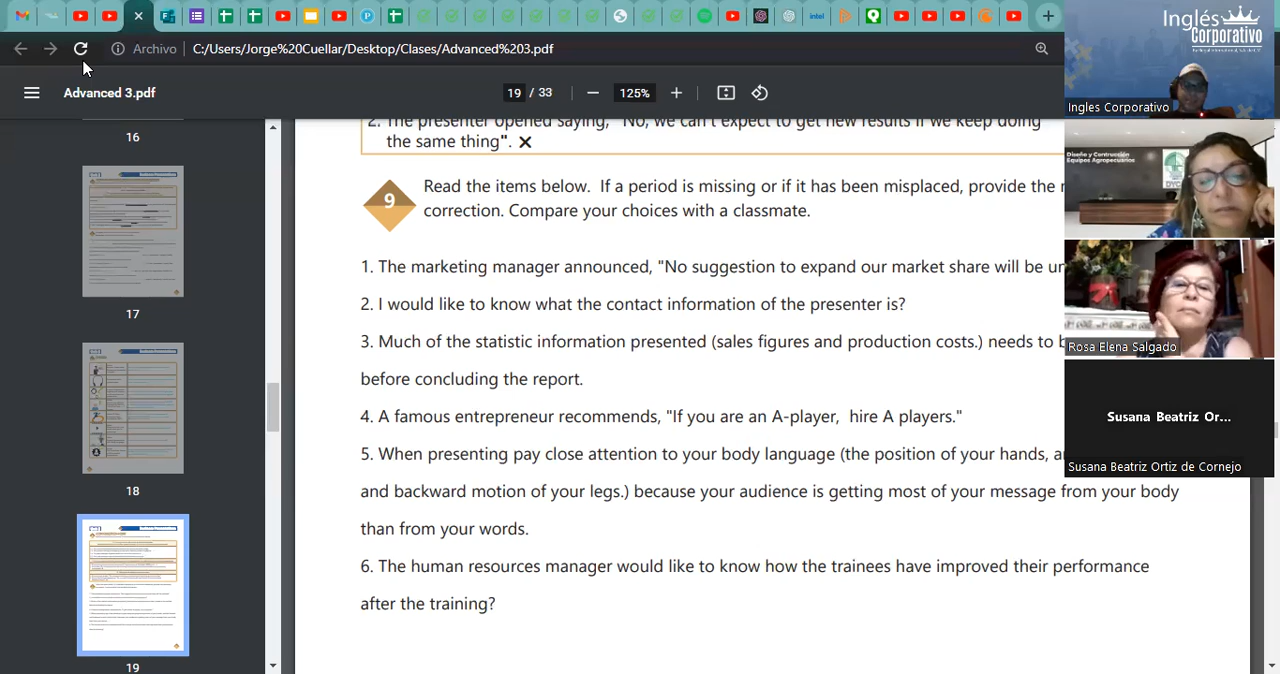 Archivo
C:/Users/Jorge%20Cuellar/Desktop/Clases/Advanced%203.pdf
Advanced 3.pdf
19 / 33
125%
16
17
18
19
2. The presenter opened saying, "No, we can't expect to get new results if we keep doing
the same thing". ✕
9
Read the items below. If a period is missing or if it has been misplaced, provide the
correction. Compare your choices with a classmate.
1. The marketing manager announced, "No suggestion to expand our market share will be
2. I would like to know what the contact information of the presenter is?
3. Much of the statistic information presented (sales figures and production costs.) needs to
before concluding the report.
4. A famous entrepreneur recommends, "If you are an A-player, hire A players."
5. When presenting pay close attention to your body language (the position of your hands,
and backward motion of your legs.) because your audience is getting most of your message from your body
than from your words.
6. The human resources manager would like to know how the trainees have improved their performance
after the training?
intel
Inglés
Corporativo
Ingles Corporativo
Diseño y Contrucción
Equipos Agropecuarios
Rosa Elena Salgado
Susana Beatriz Or...
Susana Beatriz Ortiz de Cornejo